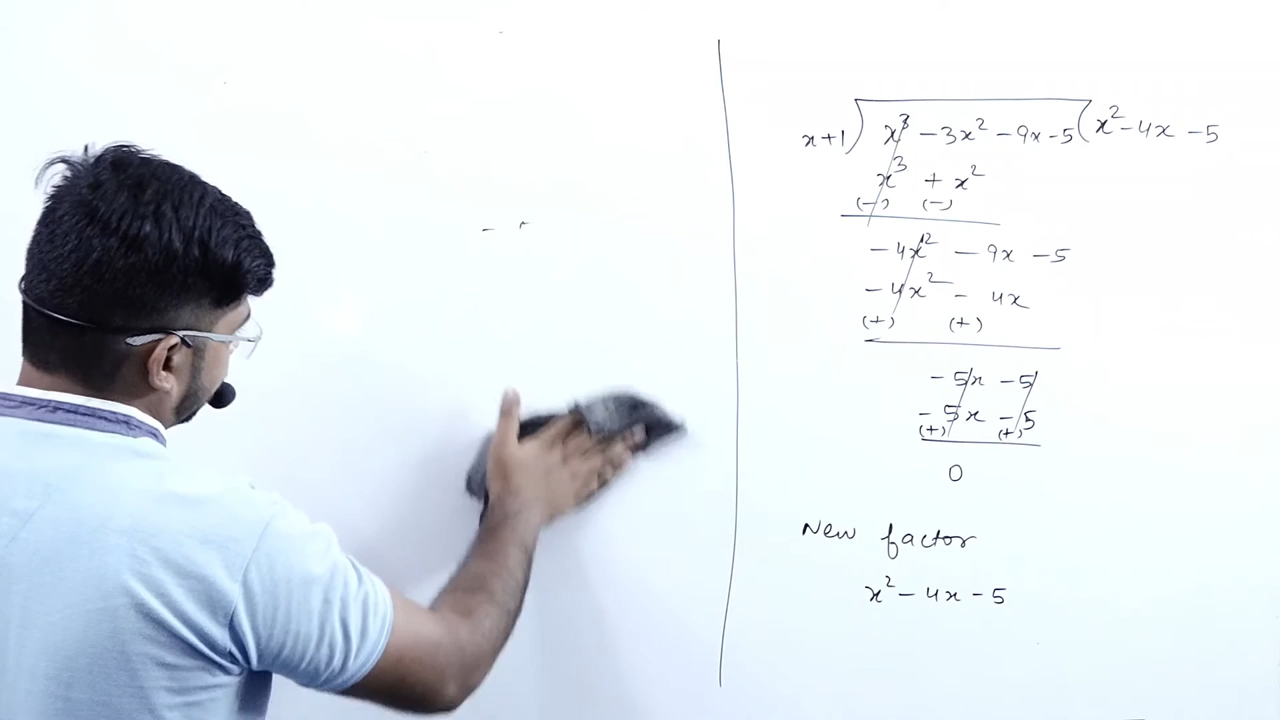 x+1) x³ - 3x² - 9x - 5 ( x² - 4x - 5
x³ + x²
(-) (-)
- 4x² - 9x - 5
- 4x² - 4x
(+) (+)
- 5x - 5
- 5x - 5
(+) (+)
0
New factor
x² - 4x - 5